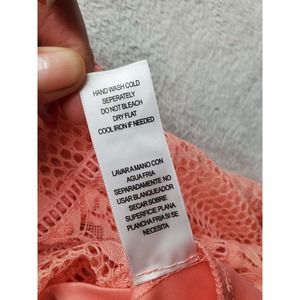 HAND WASH COLD
SEPERATELY
DO NOT BLEACH
DRY FLAT
COOL IRON IF NEEDED
LAVAR A MANO CON
AGUA FRIA
SEPARADAMENTE NO
USAR BLANQUEADOR
SECAR SOBRE
SUPERFICIE PLANA
PLANCHA FRIA SI SE
NECESITA